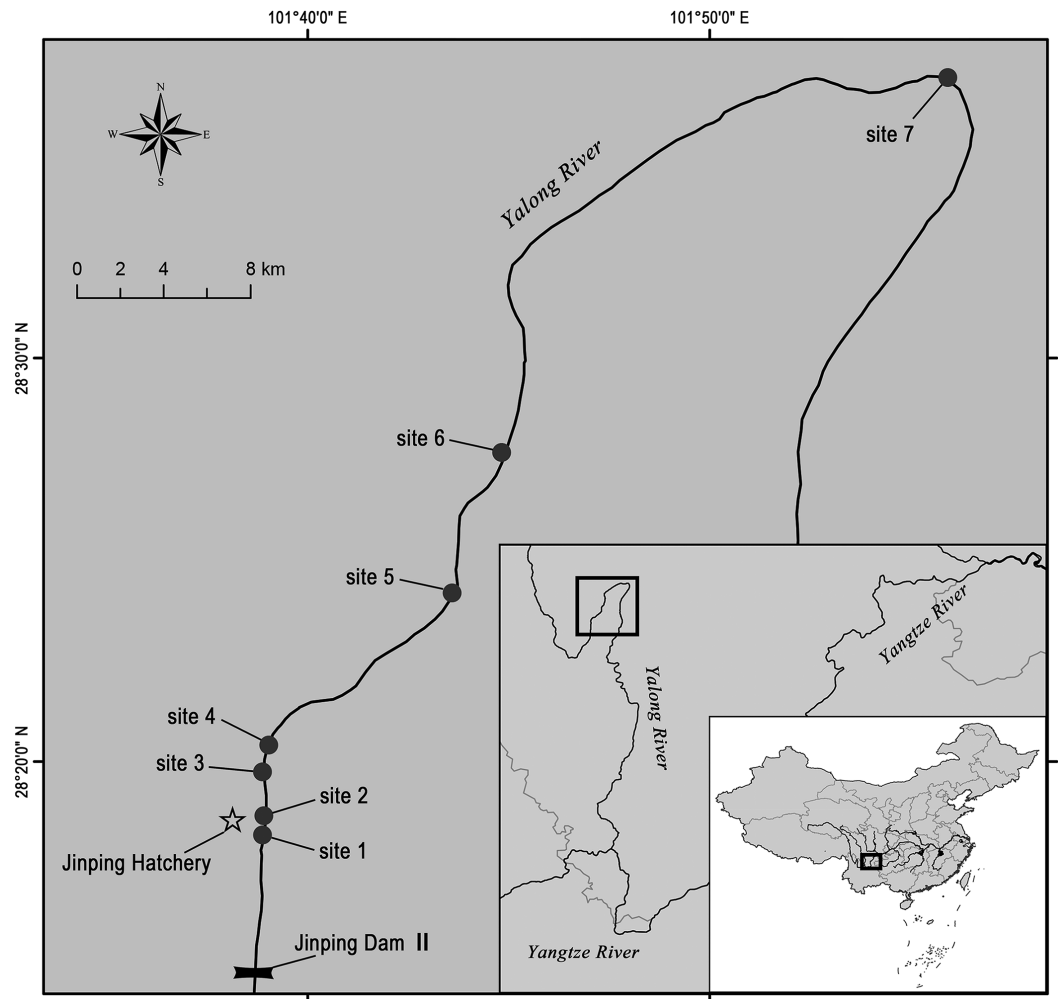 101°40'0" E
101°50'0" E
N
W
E
S
site 7
Yalong River
0 2 4 8 km
28°30'0" N
site 6
site 5
site 4
site 3
28°20'0" N
site 2
site 1
Jinping Hatchery
Jinping Dam II
Yangtze River
Yalong River
Yangtze River